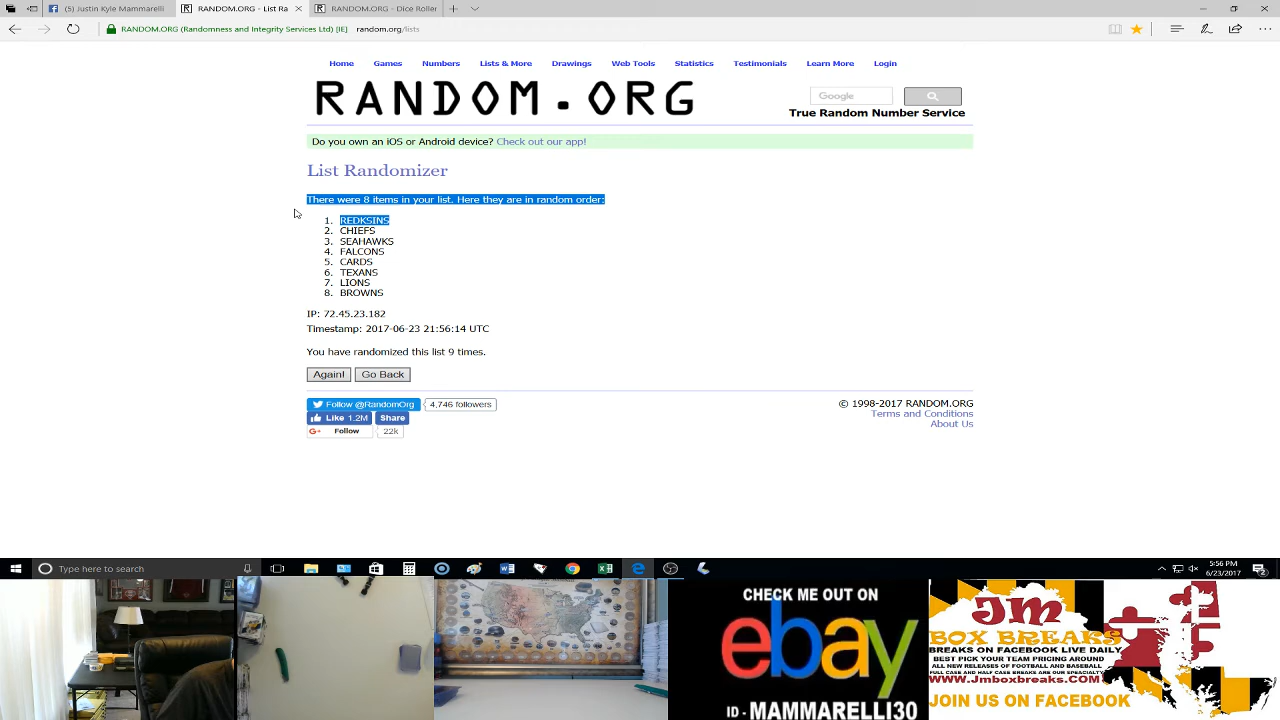 (5) Justin Kyle Mammarelli
RANDOM.ORG - List Ra
RANDOM.ORG - Dice Roller
RANDOM.ORG (Randomness and Integrity Services Ltd) [IE]
random.org/lists
Home Games Numbers Lists & More Drawings Web Tools Statistics Testimonials Learn More Login
RANDOM.ORG
Google
True Random Number Service
Do you own an iOS or Android device? Check out our app!
List Randomizer
There were 8 items in your list. Here they are in random order:
1. REDKSINS
2. CHIEFS
3. SEAHAWKS
4. FALCONS
5. CARDS
6. TEXANS
7. LIONS
8. BROWNS
IP: 72.45.23.182
Timestamp: 2017-06-23 21:56:14 UTC
You have randomized this list 9 times.
Again! Go Back
Follow @RandomOrg 4,746 followers
Like 1.2M Share
G+ Follow 22k
© 1998-2017 RANDOM.ORG
Terms and Conditions
About Us
Type here to search
5:56 PM
6/23/2017
CHECK ME OUT ON
ebay
ID - MAMMARELLI30
JM
BOX BREAKS
BREAKS ON FACEBOOK LIVE DAILY
BEST PICK YOUR TEAM PRICING AROUND
ALL NEW RELEASES OF FOOTBALL AND BASEBALL
FULL CASE AND HALF CASE BREAKS ARE OUR SPECIALTY
WWW.Jmboxbreaks.COM
JOIN US ON FACEBOOK